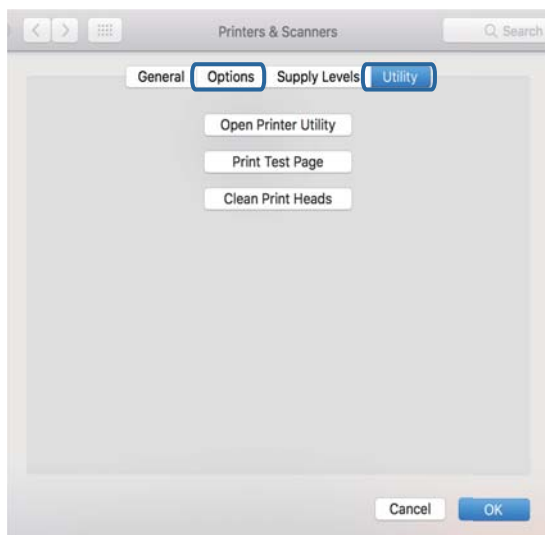 Printers & Scanners
Search
General Options Supply Levels Utility
Open Printer Utility
Print Test Page
Clean Print Heads
Cancel OK